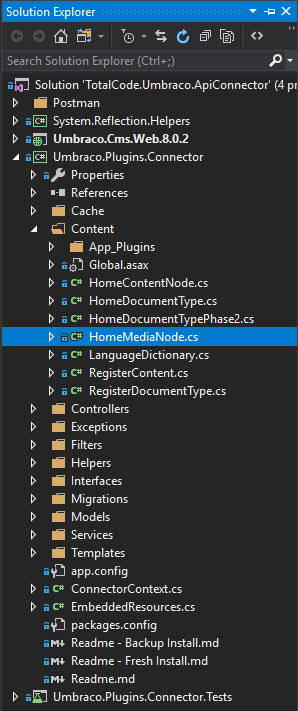 Solution Explorer
Search Solution Explorer (Ctrl+;)
Solution 'TotalCode.Umbraco.ApiConnector' (4 pr
Postman
System.Reflection.Helpers
Umbraco.Cms.Web.8.0.2
Umbraco.Plugins.Connector
Properties
References
Cache
Content
App_Plugins
Global.asax
HomeContentNode.cs
HomeDocumentType.cs
HomeDocumentTypePhase2.cs
HomeMediaNode.cs
LanguageDictionary.cs
RegisterContent.cs
RegisterDocumentType.cs
Controllers
Exceptions
Filters
Helpers
Interfaces
Migrations
Models
Services
Templates
app.config
ConnectorContext.cs
EmbeddedResources.cs
packages.config
Readme - Backup Install.md
Readme - Fresh Install.md
Readme.md
Umbraco.Plugins.Connector.Tests